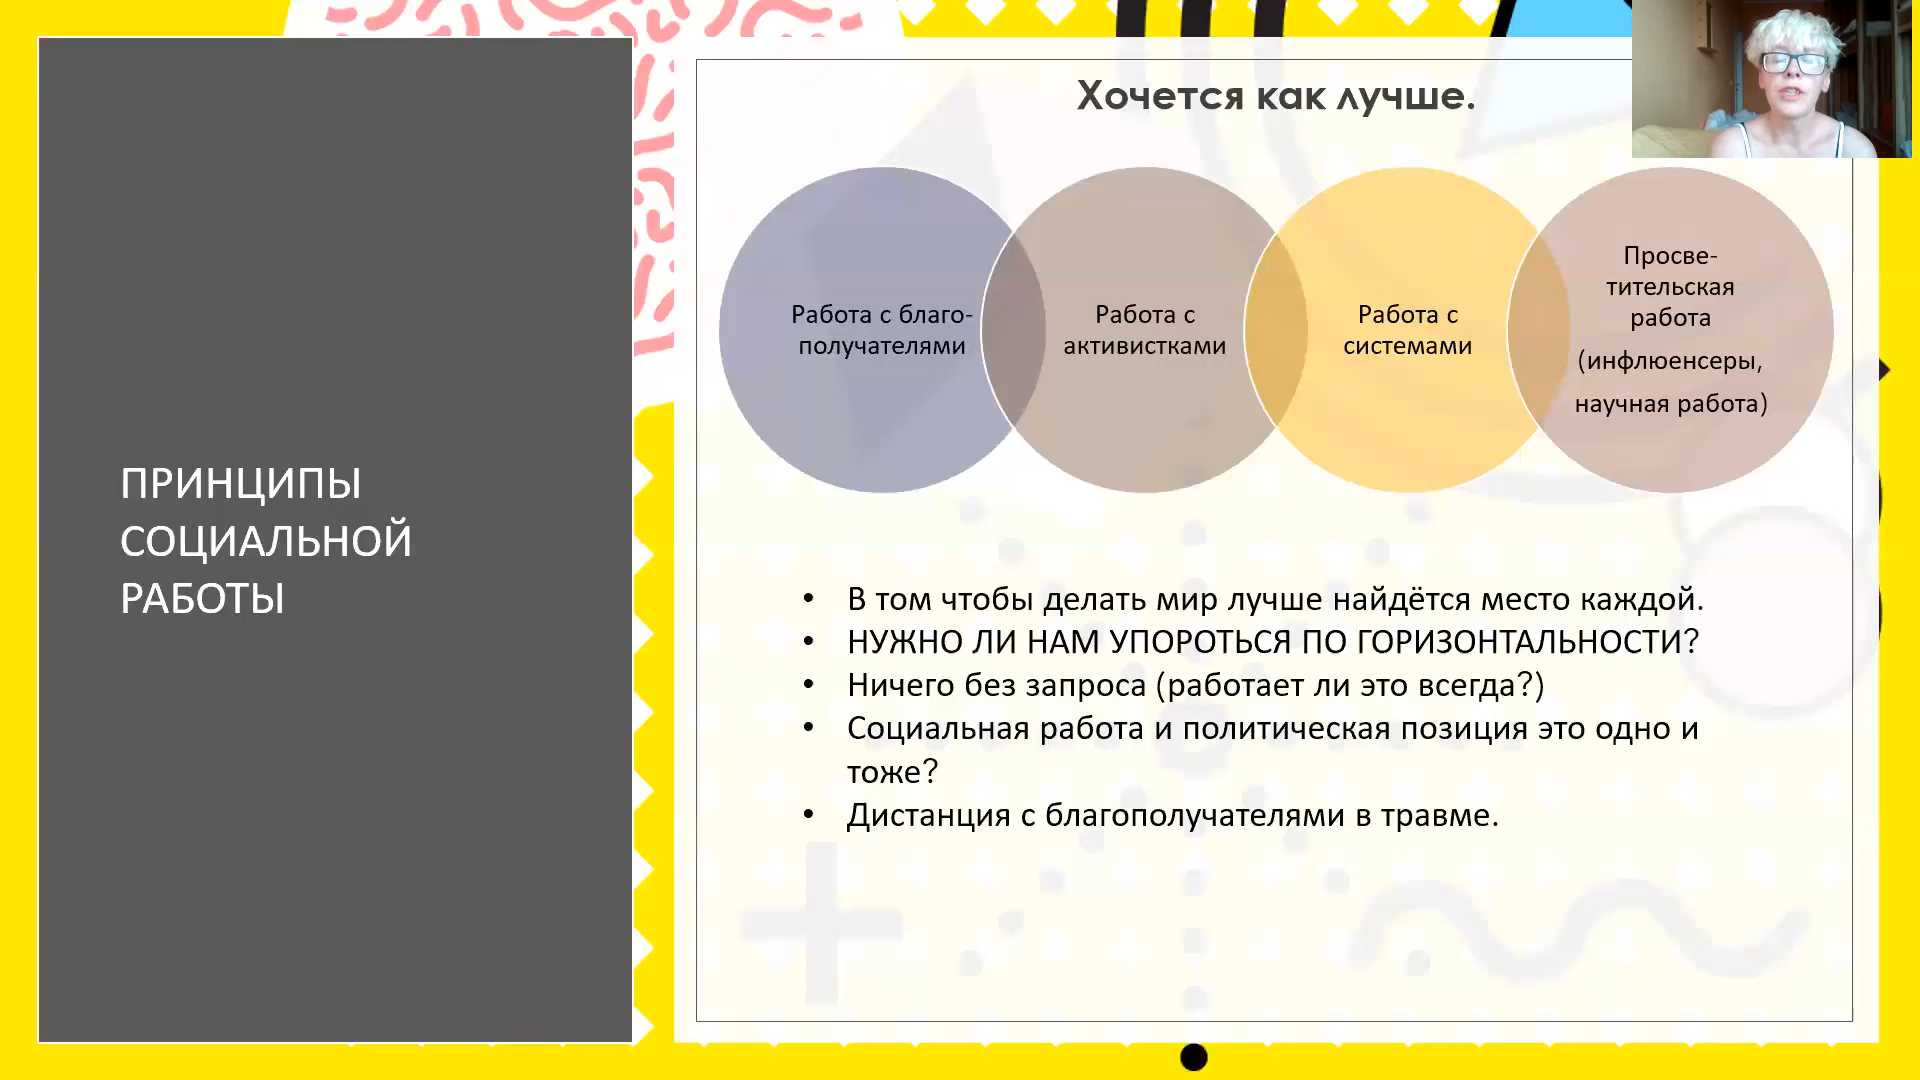 ПРИНЦИПЫ
СОЦИАЛЬНОЙ
РАБОТЫ
Хочется как лучше.
Работа с благо-
получателями
Работа с
активистками
Работа с
системами
Просве-
тительская
работа
(инфлюенсеры,
научная работа)
• В том чтобы делать мир лучше найдётся место каждой.
• НУЖНО ЛИ НАМ УПОРОТЬСЯ ПО ГОРИЗОНТАЛЬНОСТИ?
• Ничего без запроса (работает ли это всегда?)
• Социальная работа и политическая позиция это одно и
тоже?
• Дистанция с благополучателями в травме.